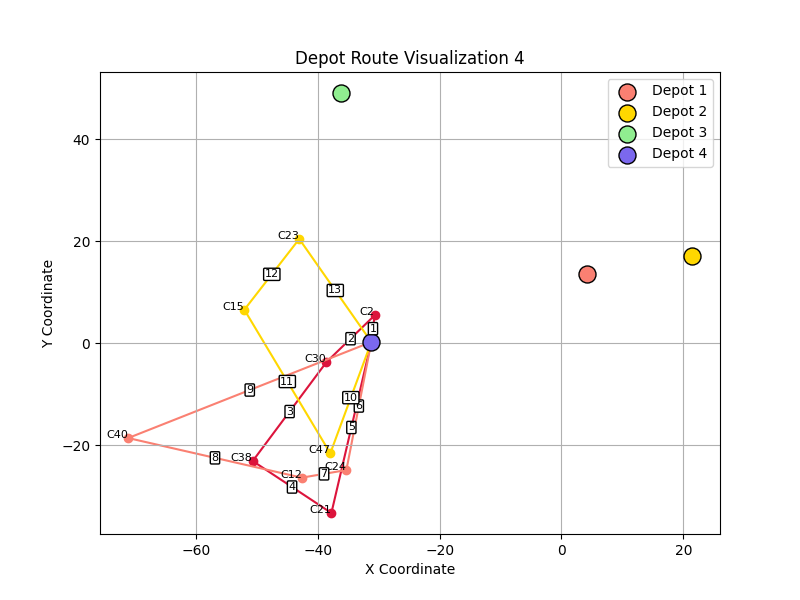 Depot Route Visualization 4
Depot 1
Depot 2
Depot 3
Depot 4
Y Coordinate
40
20
0
−20
−40
C23
12
13
C15
C2
1
2
C30
11
9
10
6
3
5
C40
C47
8
C38
C24
C12
7
4
C21
−60
−40
−20
0
20
X Coordinate